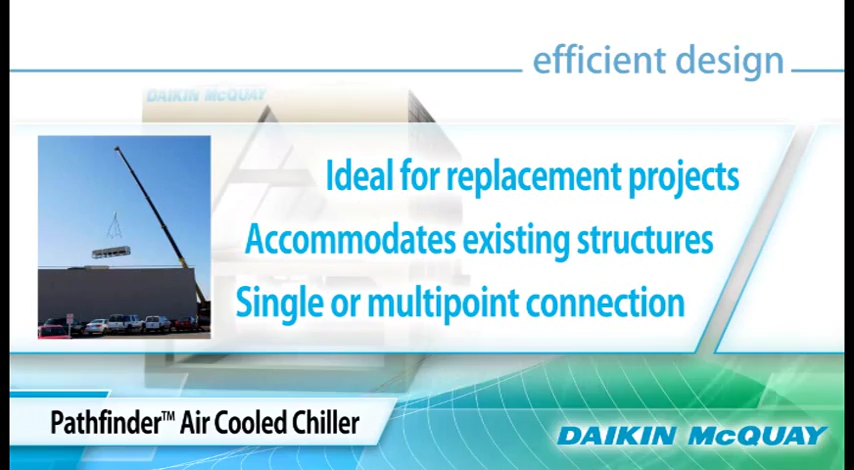 efficient design
DAIKIN McQUAY
Ideal for replacement projects
Accommodates existing structures
Single or multipoint connection
Pathfinder™ Air Cooled Chiller
DAIKIN McQUAY